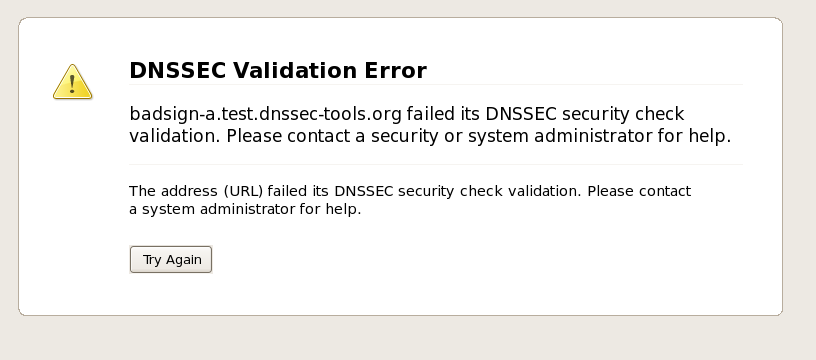 DNSSEC Validation Error
badsign-a.test.dnssec-tools.org failed its DNSSEC security check
validation. Please contact a security or system administrator for help.
The address (URL) failed its DNSSEC security check validation. Please contact
a system administrator for help.
Try Again